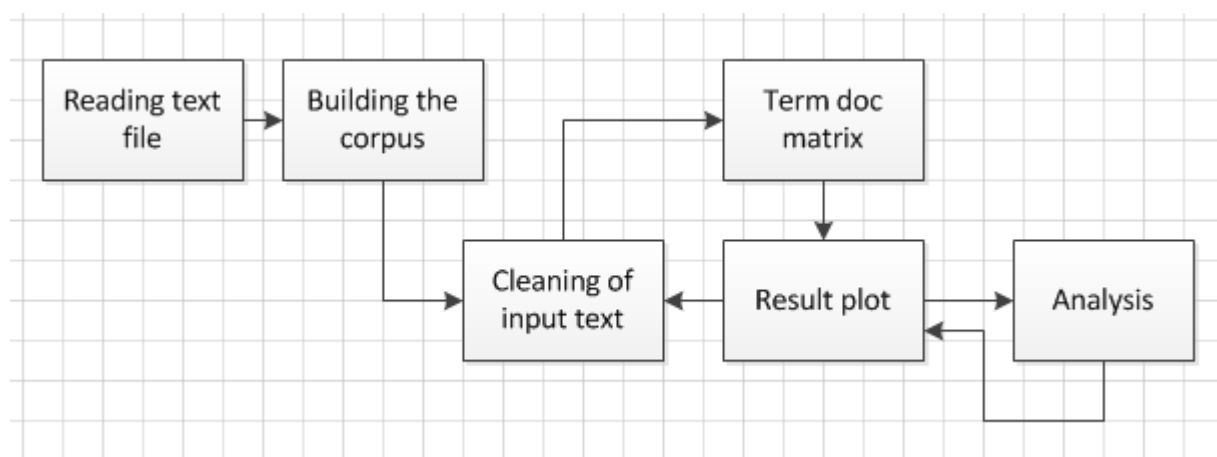 Reading text
file
Building the
corpus
Term doc
matrix
Cleaning of
input text
Result plot
Analysis